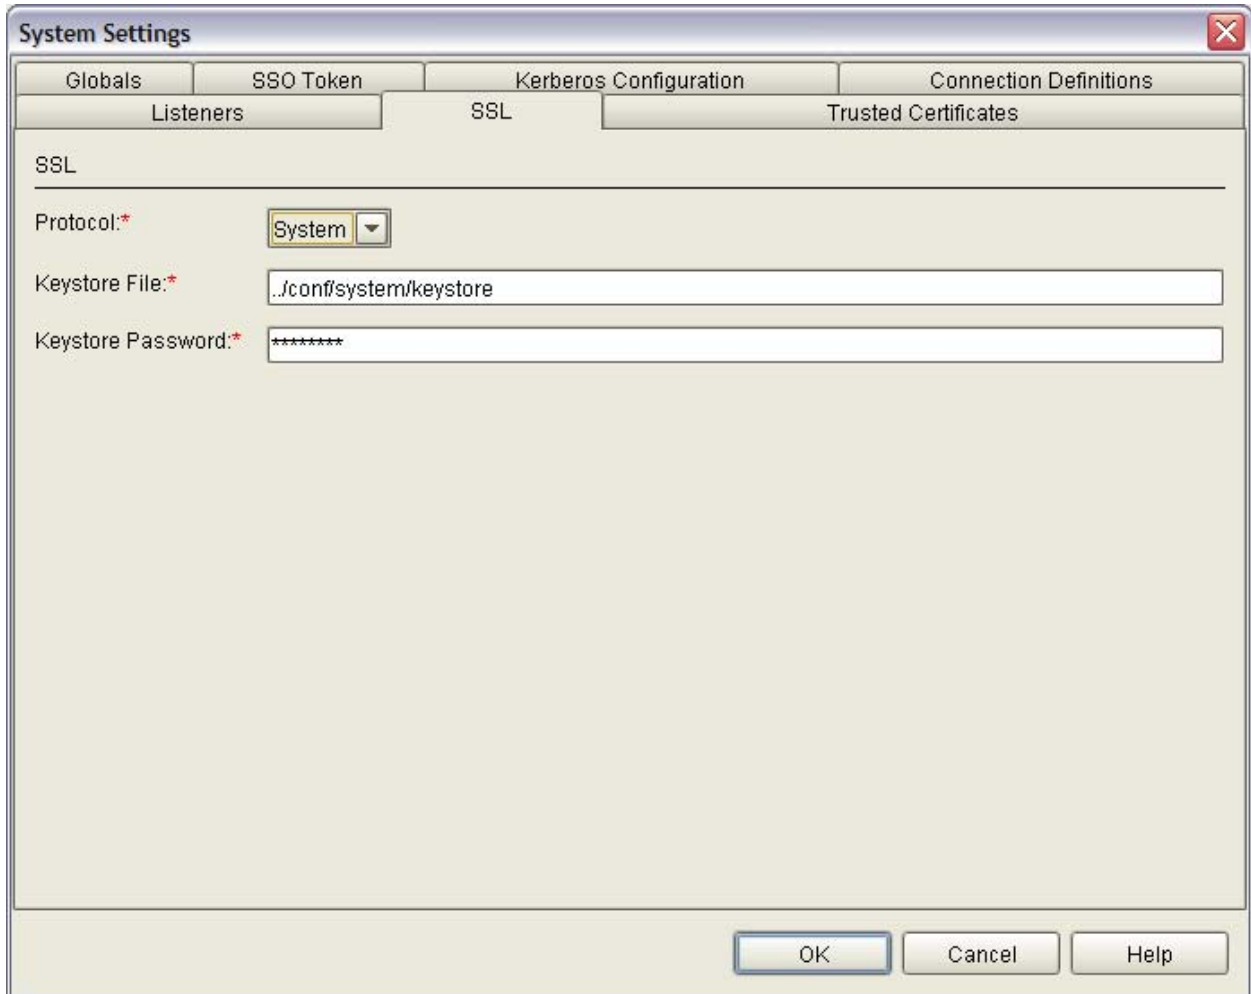 System Settings
Globals SSO Token Kerberos Configuration Connection Definitions
Listeners SSL Trusted Certificates
SSL
Protocol:* System
Keystore File:* ../conf/system/keystore
Keystore Password:* ********
OK Cancel Help